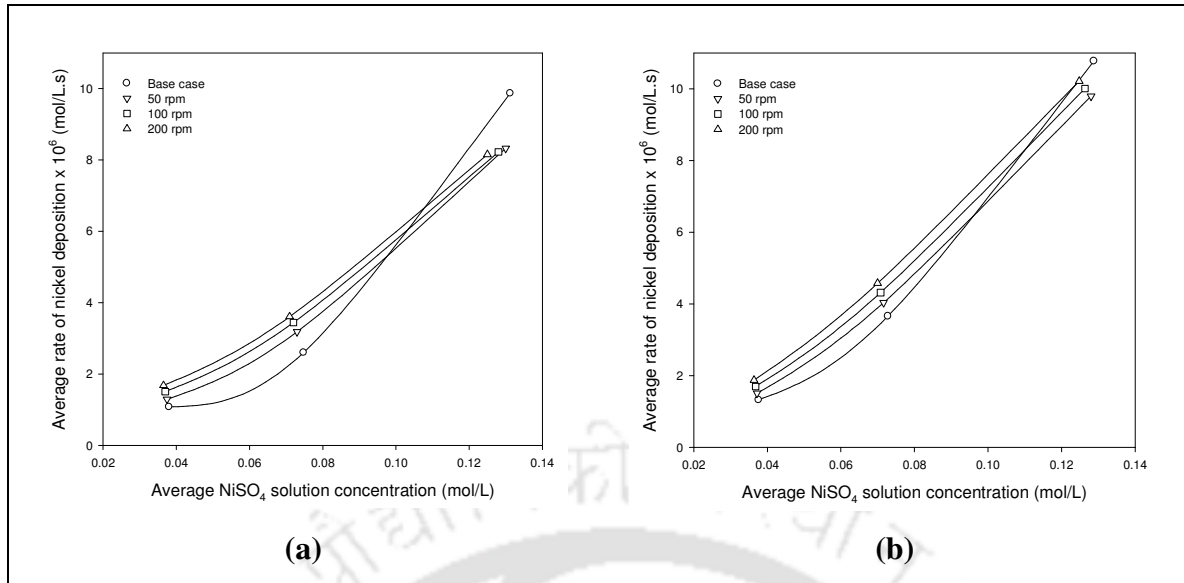 Average rate of nickel deposition x 10⁶ (mol/L.s)
10
8
6
4
2
0
Base case
50 rpm
100 rpm
200 rpm
0.02 0.04 0.06 0.08 0.10 0.12 0.14
Average NiSO₄ solution concentration (mol/L)
(a)
Average rate of nickel deposition x 10⁶ (mol/L.s)
10
8
6
4
2
0
Base case
50 rpm
100 rpm
200 rpm
0.02 0.04 0.06 0.08 0.10 0.12 0.14
Average NiSO₄ solution concentration (mol/L)
(b)